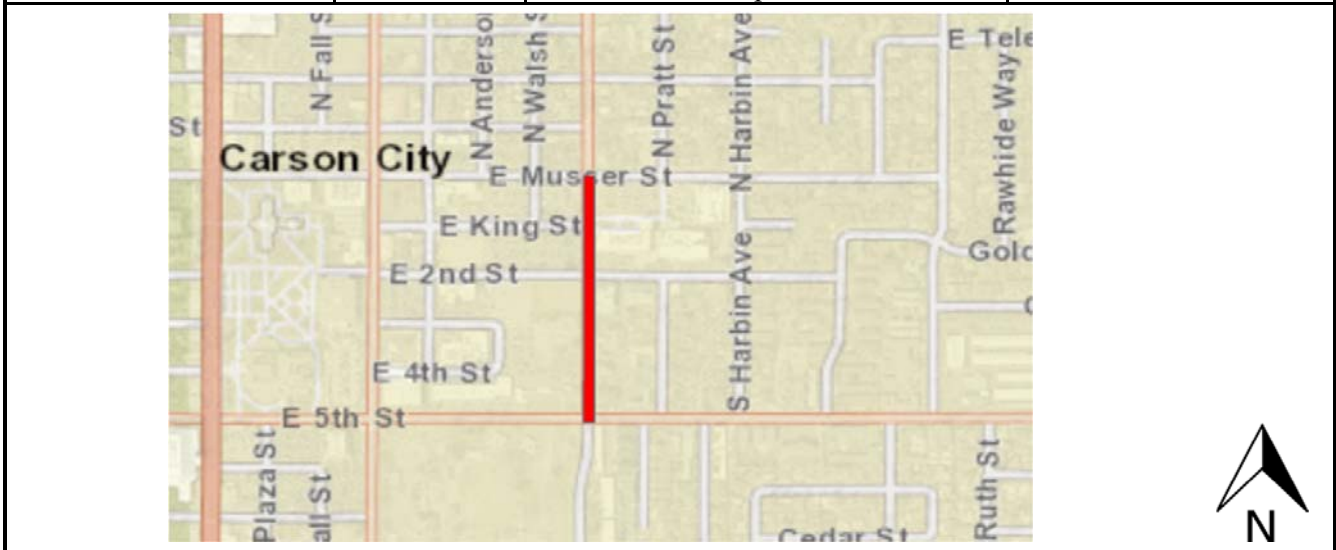 N Fall S
N Anderso
N Walsh S
N Pratt St
N Harbin Ave
E Tele
Rawhide Way
St
Carson City
E Musser St
E King St
E 2nd St
Gold
S Harbin Ave
E 4th St
E 5th St
Plaza St
all St
Ruth St
Cedar St
N